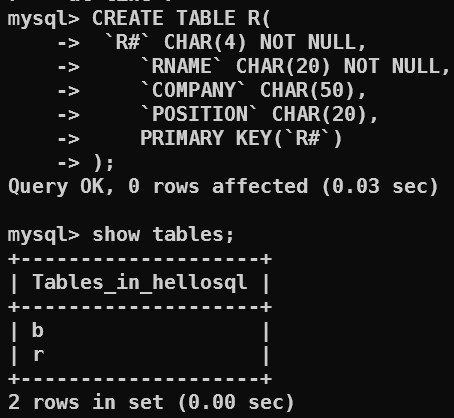 mysql> CREATE TABLE R(
    ->  `R#` CHAR(4) NOT NULL,
    ->     `RNAME` CHAR(20) NOT NULL,
    ->     `COMPANY` CHAR(50),
    ->     `POSITION` CHAR(20),
    ->     PRIMARY KEY(`R#`)
    -> );
Query OK, 0 rows affected (0.03 sec)
mysql> show tables;
+--------------------+
| Tables_in_hellosql |
+--------------------+
| b                  |
| r                  |
+--------------------+
2 rows in set (0.00 sec)